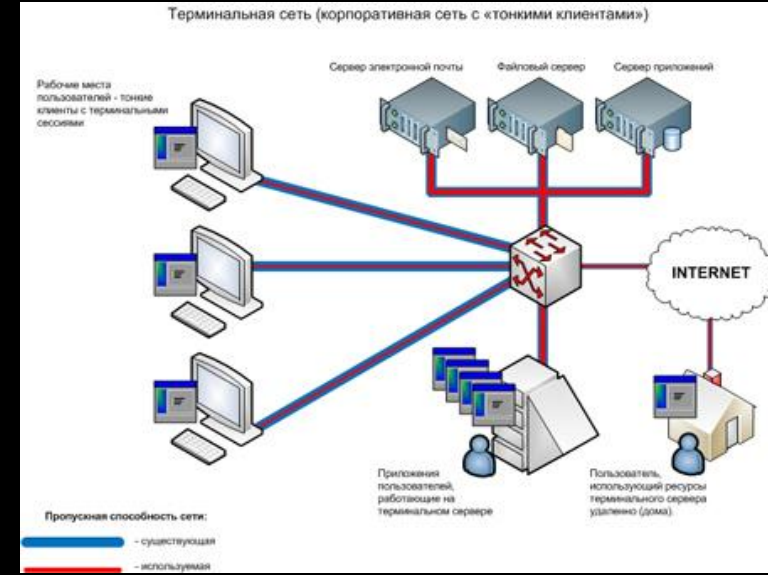 Терминальная сеть (корпоративная сеть с «тонкими клиентами»)
Сервер электронной почты
Файловый сервер
Сервер приложений
Рабочие места
пользователей - тонкие
клиенты с терминальными
сессиями
INTERNET
Приложения
пользователей,
работающие на
терминальном сервере
Пользователь,
использующий ресурсы
терминального сервера
удаленно (дома).
Пропускная способность сети:
- существующая
- используемая